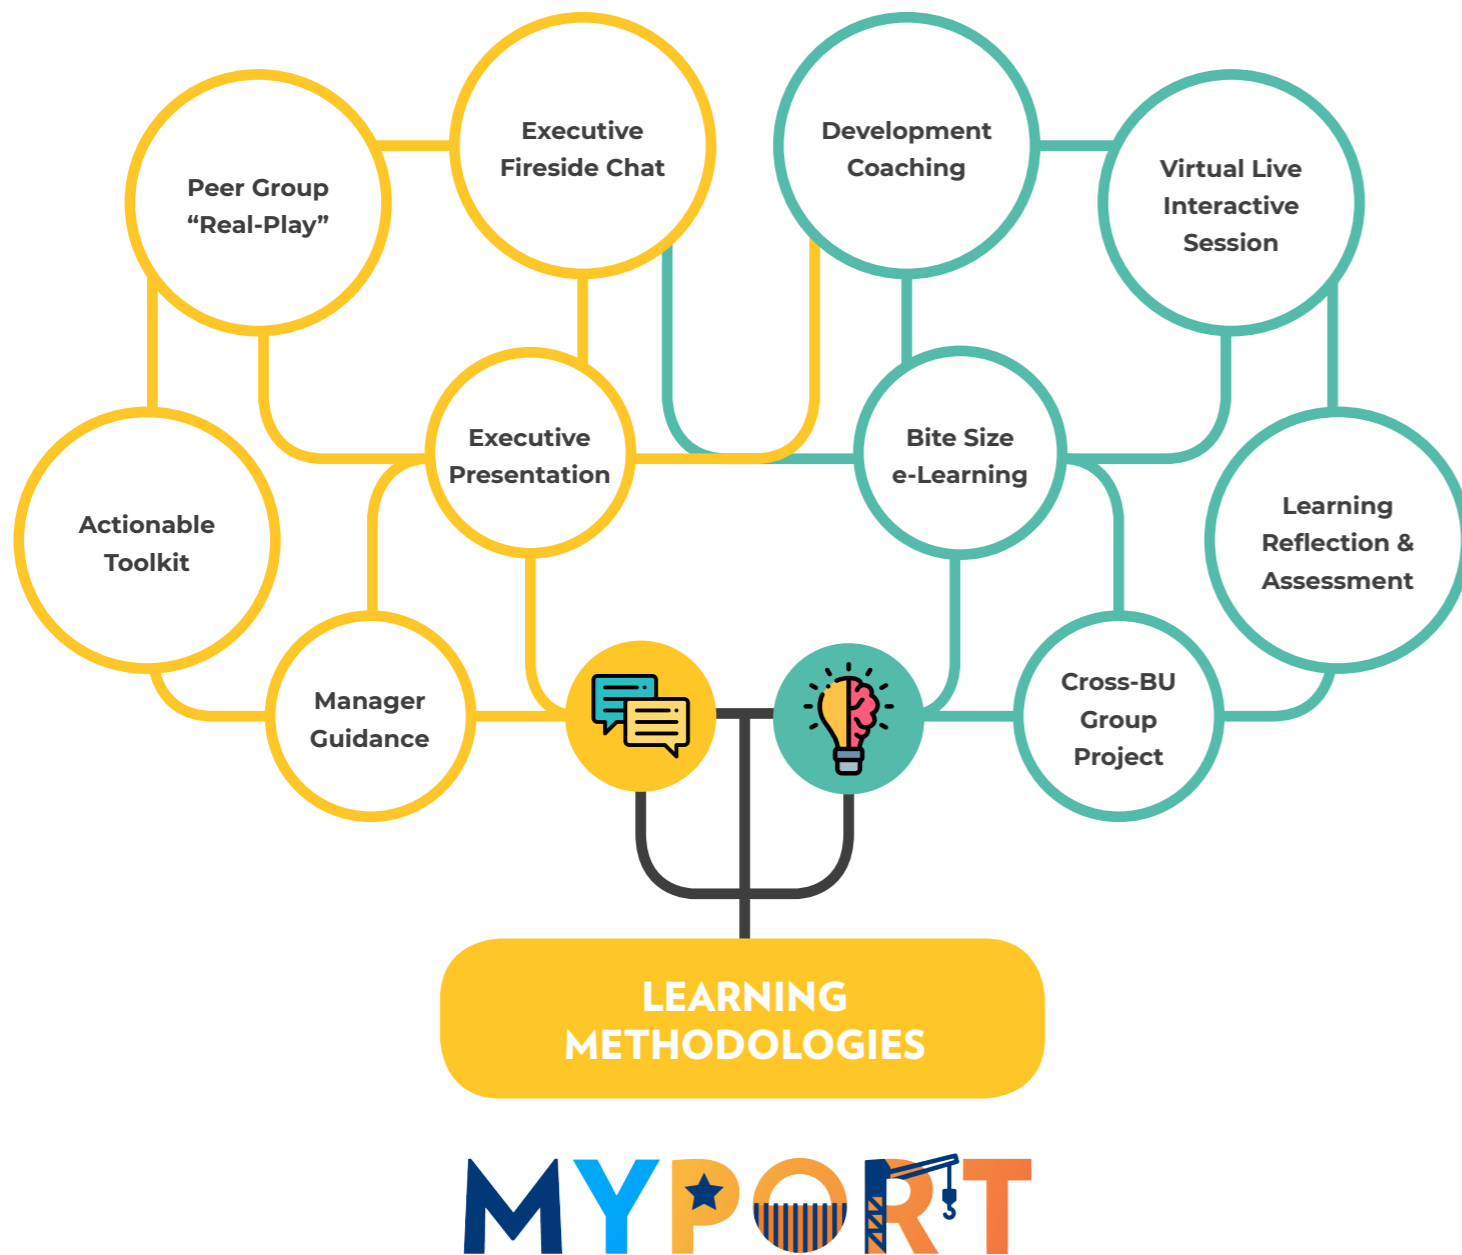 Executive
Fireside Chat
Development
Coaching
Peer Group
“Real-Play”
Virtual Live
Interactive
Session
Executive
Presentation
Bite Size
e-Learning
Actionable
Toolkit
Learning
Reflection &
Assessment
Manager
Guidance
Cross-BU
Group
Project
LEARNING
METHODOLOGIES
MYPORT